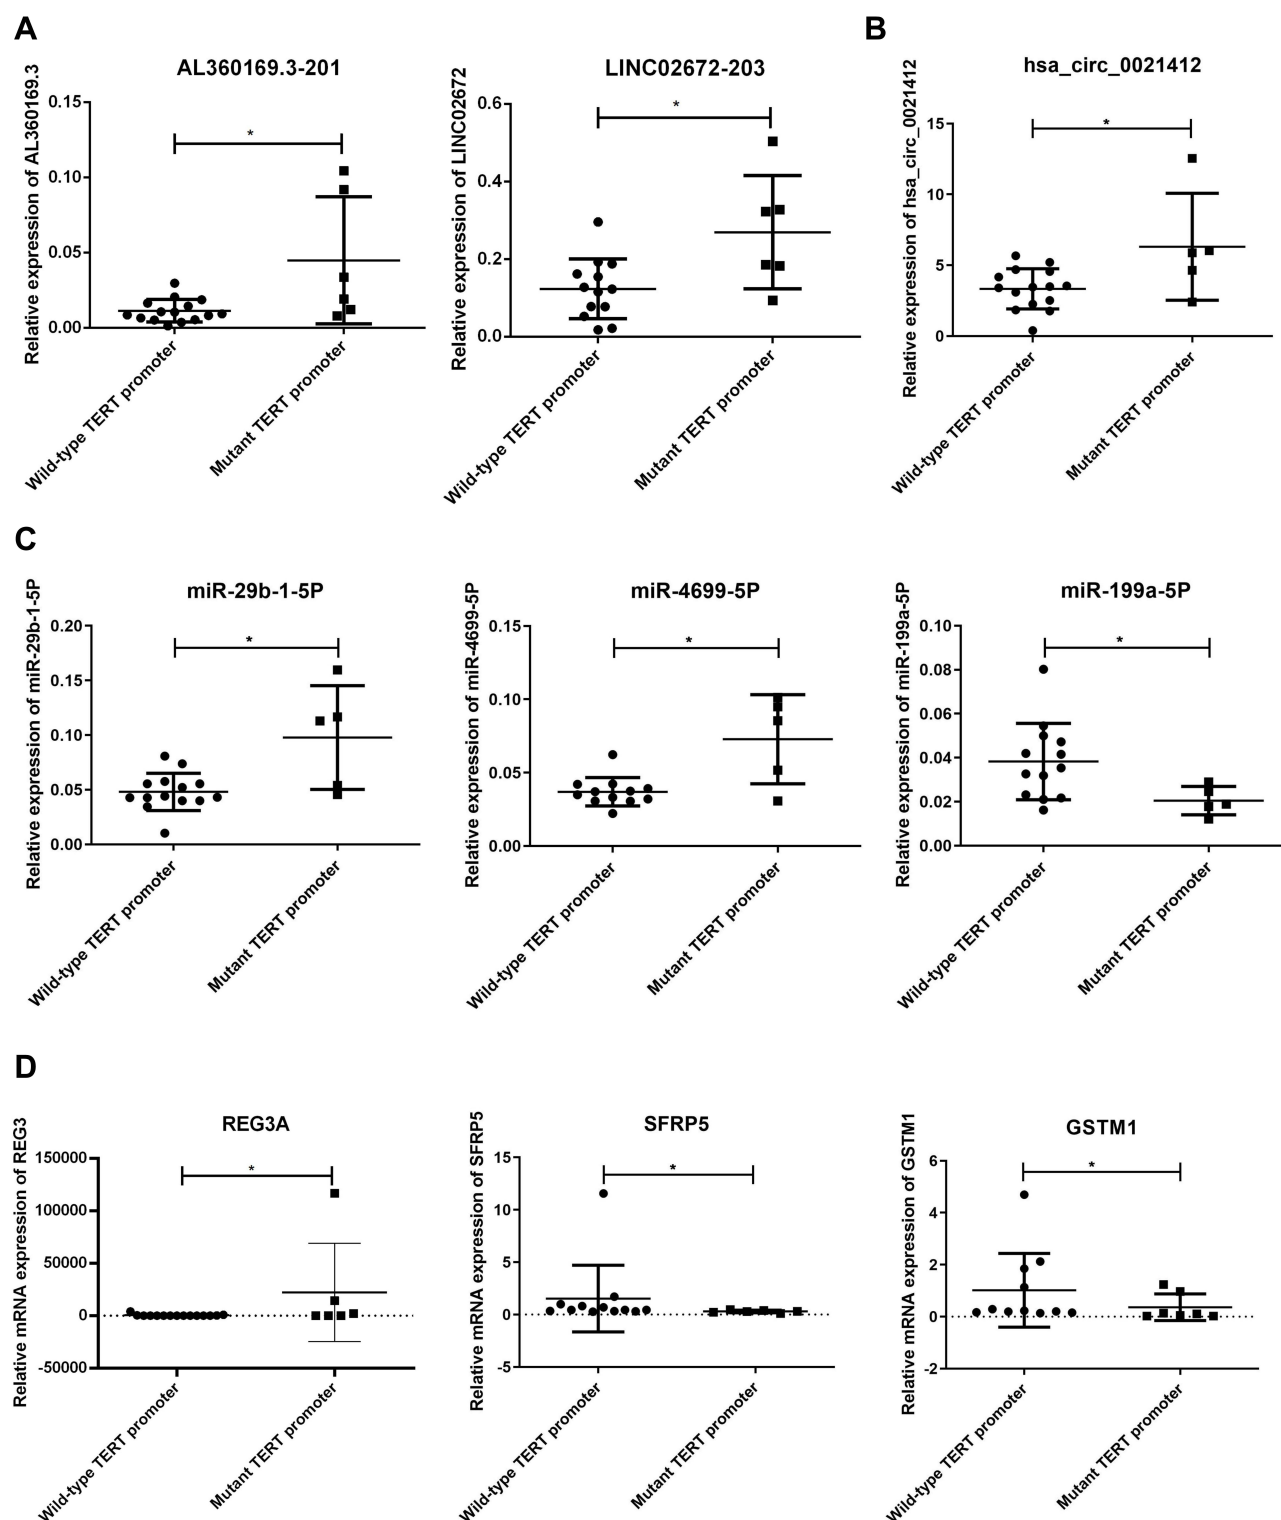 A
B
AL360169.3-201
LINC02672-203
hsa_circ_0021412
Relative expression of AL360169.3
0.15
0.10
0.05
0.00
*
Wild-type TERT promoter
Mutant TERT promoter
Relative expression of LINC02672
0.6
0.4
0.2
0.0
*
Wild-type TERT promoter
Mutant TERT promoter
Relative expression of hsa_circ_0021412
15
10
5
0
*
Wild-type TERT promoter
Mutant TERT promoter
C
miR-29b-1-5P
Relative expression of miR-29b-1-5P
0.20
0.15
0.10
0.05
0.00
*
Wild-type TERT promoter
Mutant TERT promoter
miR-4699-5P
Relative expression of miR-4699-5P
0.15
0.10
0.05
0.00
*
Wild-type TERT promoter
Mutant TERT promoter
miR-199a-5P
Relative expression of miR-199a-5P
0.10
0.08
0.06
0.04
0.02
0.00
*
Wild-type TERT promoter
Mutant TERT promoter
D
REG3A
Relative mRNA expression of REG3
150000
100000
50000
0
-50000
*
Wild-type TERT promoter
Mutant TERT promoter
SFRP5
Relative mRNA expression of SFRP5
15
10
5
0
-5
*
Wild-type TERT promoter
Mutant TERT promoter
GSTM1
Relative mRNA expression of GSTM1
6
4
2
0
-2
*
Wild-type TERT promoter
Mutant TERT promoter